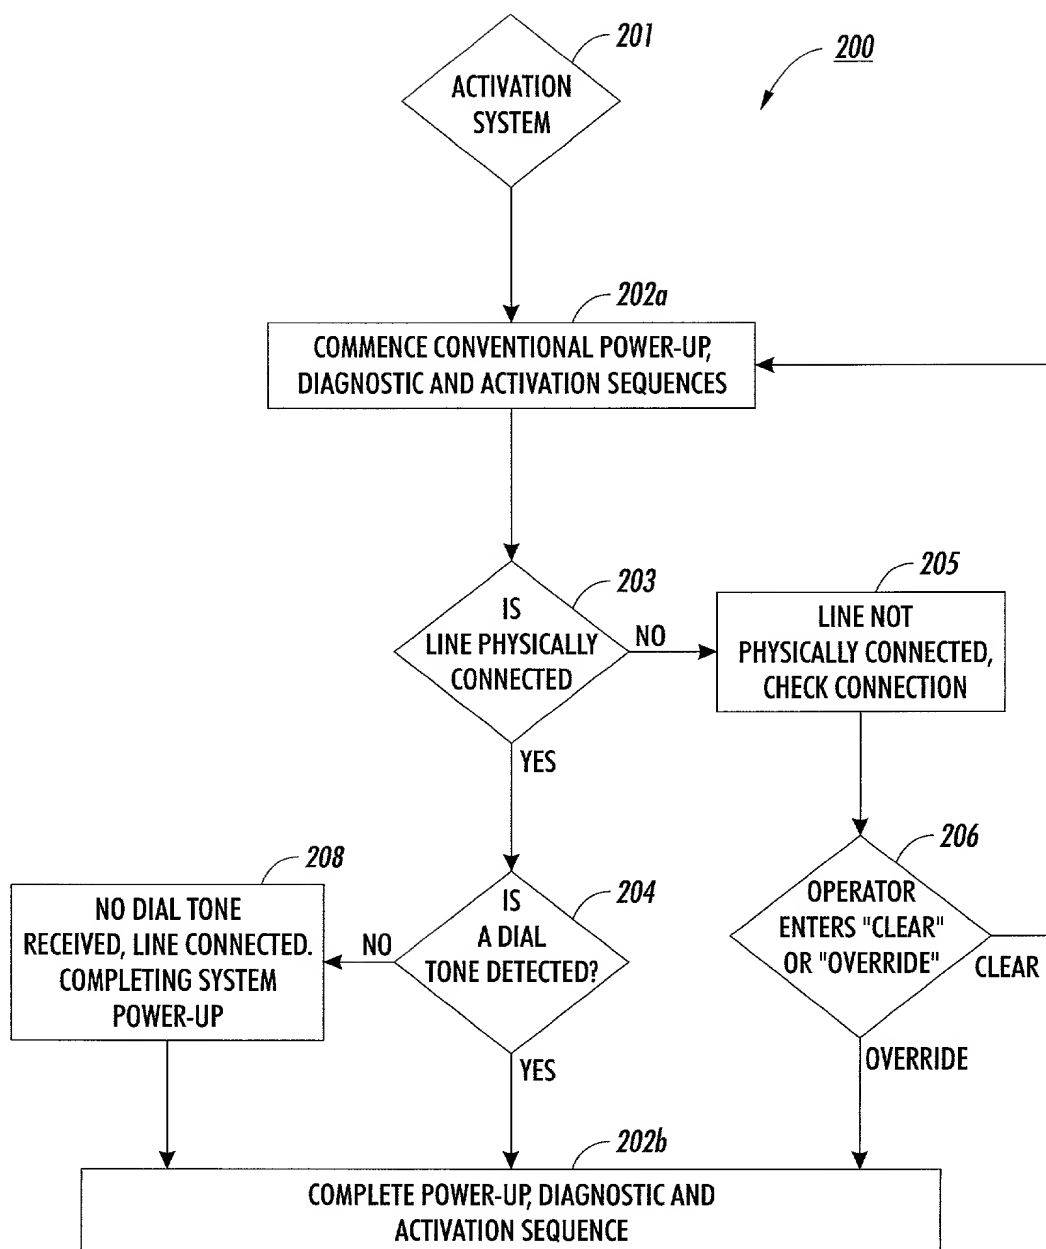 201
200
ACTIVATION
SYSTEM
202a
COMMENCE CONVENTIONAL POWER-UP,
DIAGNOSTIC AND ACTIVATION SEQUENCES
203
IS
LINE PHYSICALLY
CONNECTED
NO
YES
205
LINE NOT
PHYSICALLY CONNECTED,
CHECK CONNECTION
206
OPERATOR
ENTERS "CLEAR"
OR "OVERRIDE"
CLEAR
OVERRIDE
204
IS
A DIAL
TONE DETECTED?
NO
YES
208
NO DIAL TONE
RECEIVED, LINE CONNECTED.
COMPLETING SYSTEM
POWER-UP
202b
COMPLETE POWER-UP, DIAGNOSTIC AND
ACTIVATION SEQUENCE